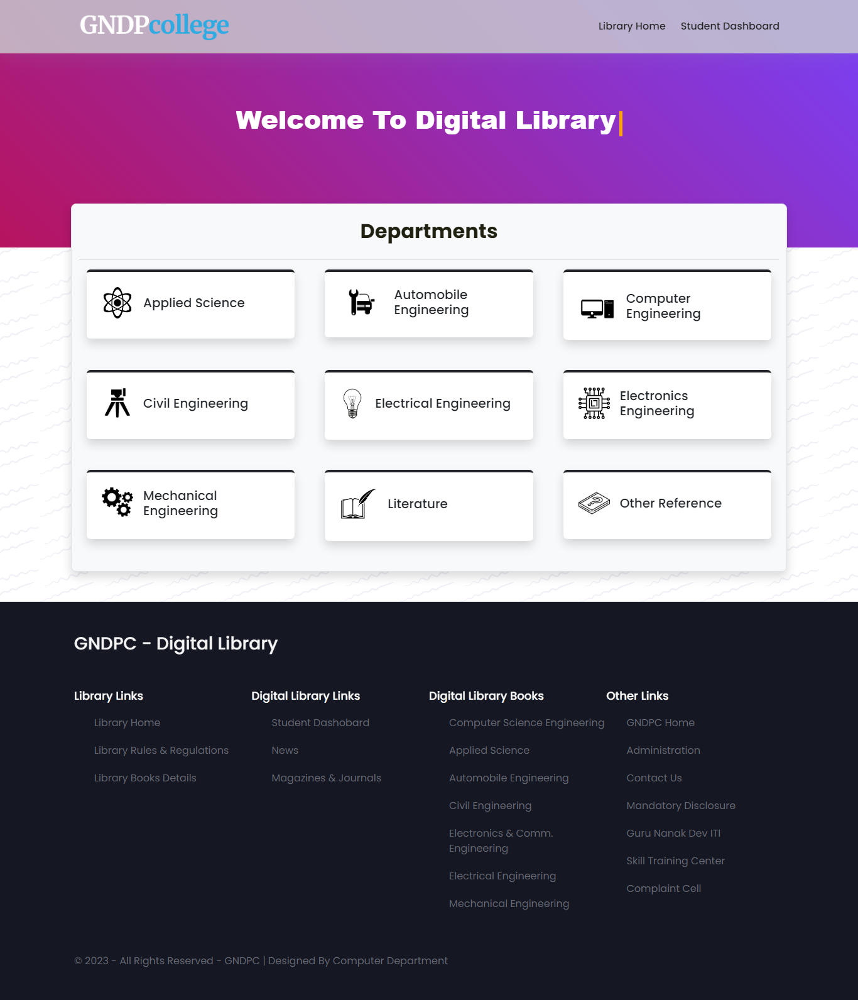 GNDPcollege
Library Home
Student Dashboard
Welcome To Digital Library
Departments
Applied Science
Automobile
Engineering
Computer
Engineering
Civil Engineering
Electrical Engineering
Electronics
Engineering
Mechanical
Engineering
Literature
Other Reference
GNDPC - Digital Library
Library Links
Library Home
Library Rules & Regulations
Library Books Details
Digital Library Links
Student Dashobard
News
Magazines & Journals
Digital Library Books
Computer Science Engineering
Applied Science
Automobile Engineering
Civil Engineering
Electronics & Comm.
Engineering
Electrical Engineering
Mechanical Engineering
Other Links
GNDPC Home
Administration
Contact Us
Mandatory Disclosure
Guru Nanak Dev ITI
Skill Training Center
Complaint Cell
© 2023 - All Rights Reserved - GNDPC | Designed By Computer Department